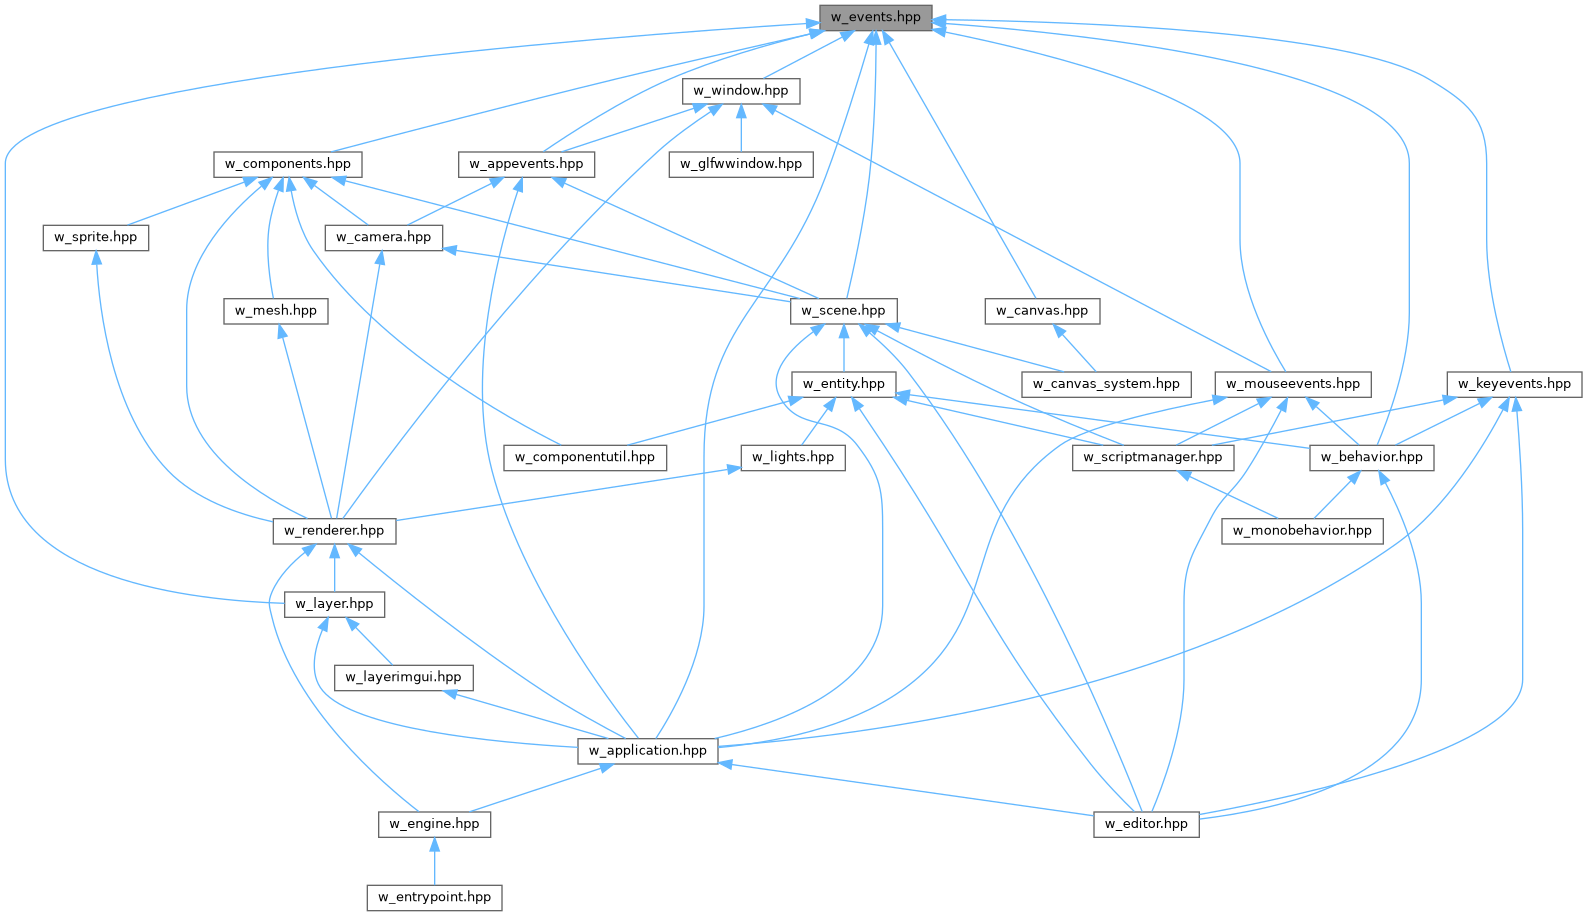 w_events.hpp
w_window.hpp
w_components.hpp
w_appevents.hpp
w_glfwwindow.hpp
w_sprite.hpp
w_camera.hpp
w_mesh.hpp
w_scene.hpp
w_canvas.hpp
w_entity.hpp
w_canvas_system.hpp
w_mouseevents.hpp
w_keyevents.hpp
w_componentutil.hpp
w_lights.hpp
w_scriptmanager.hpp
w_behavior.hpp
w_renderer.hpp
w_monobehavior.hpp
w_layer.hpp
w_layerimgui.hpp
w_application.hpp
w_engine.hpp
w_editor.hpp
w_entrypoint.hpp